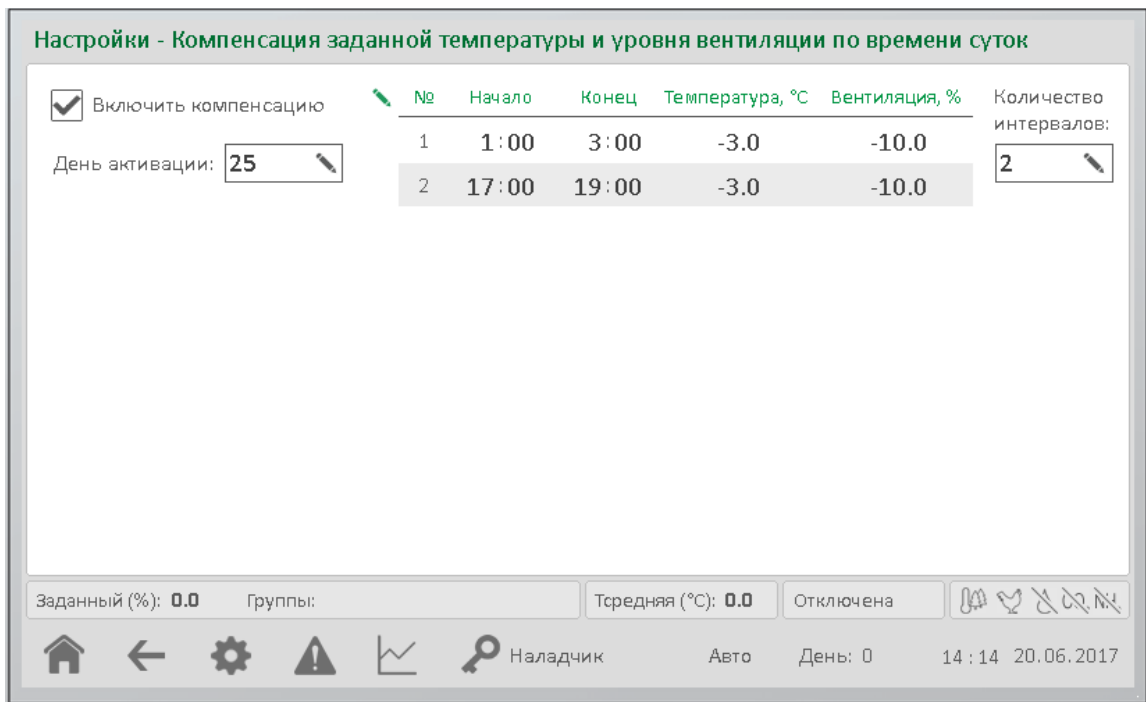 Настройки - Компенсация заданной температуры и уровня вентиляции по времени суток
Включить компенсацию
День активации: 25
№ Начало Конец Температура, °C Вентиляция, %
1 1:00 3:00 -3.0 -10.0
2 17:00 19:00 -3.0 -10.0
Количество
интервалов:
2
Заданный (%): 0.0 Группы: Тсредняя (°C): 0.0 Отключена
Наладчик Авто День: 0 14:14 20.06.2017